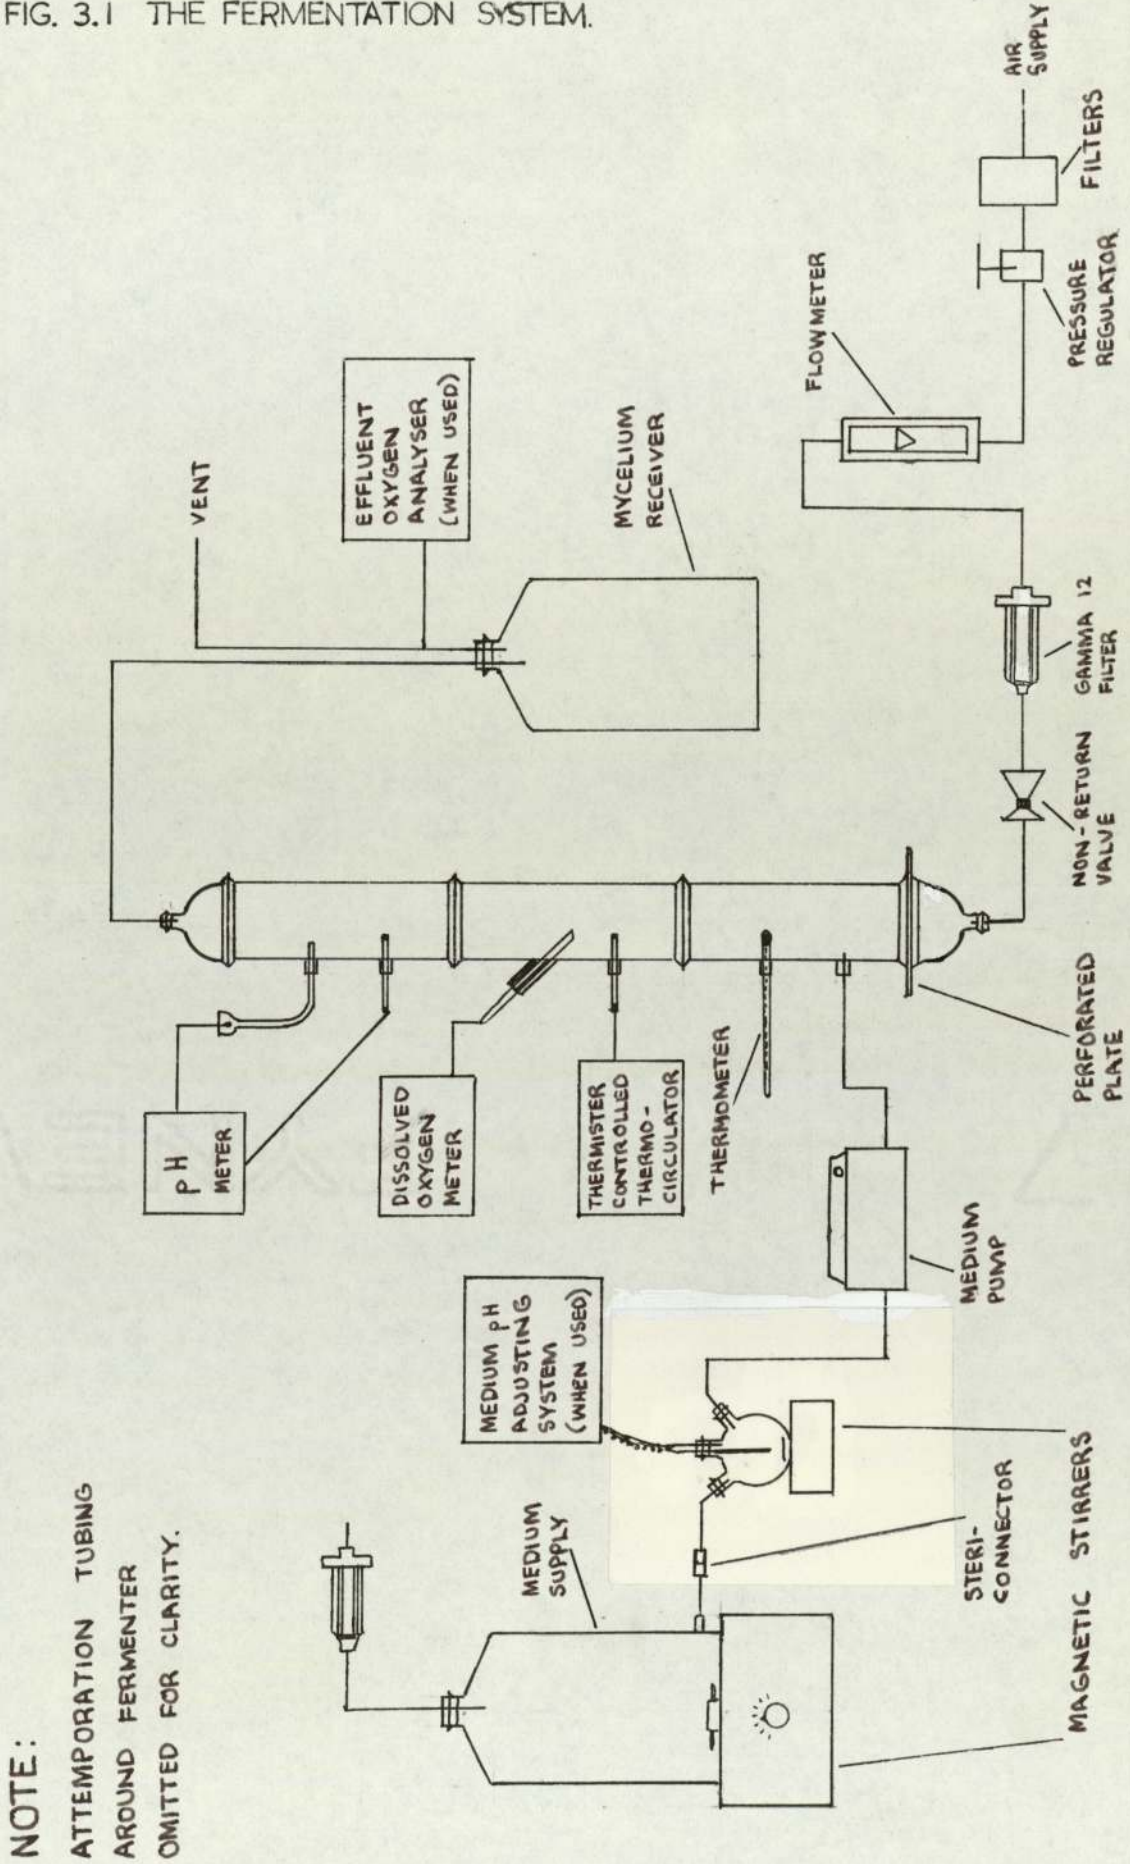 FIG. 3.1 THE FERMENTATION SYSTEM.
NOTE:
ATTEMPORATION TUBING
AROUND FERMENTER
OMITTED FOR CLARITY.
MEDIUM
SUPPLY
MEDIUM pH
ADJUSTING
SYSTEM
(WHEN USED)
STERI-
CONNECTOR
MAGNETIC STIRRERS
MEDIUM
PUMP
pH
METER
DISSOLVED
OXYGEN
METER
THERMISTER
CONTROLLED
THERMO-
CIRCULATOR
THERMOMETER
PERFORATED
PLATE
NON-RETURN
VALVE
GAMMA 12
FILTER
VENT
EFFLUENT
OXYGEN
ANALYSER
(WHEN USED)
MYCELIUM
RECEIVER
FLOWMETER
PRESSURE
REGULATOR
FILTERS
AIR
SUPPLY